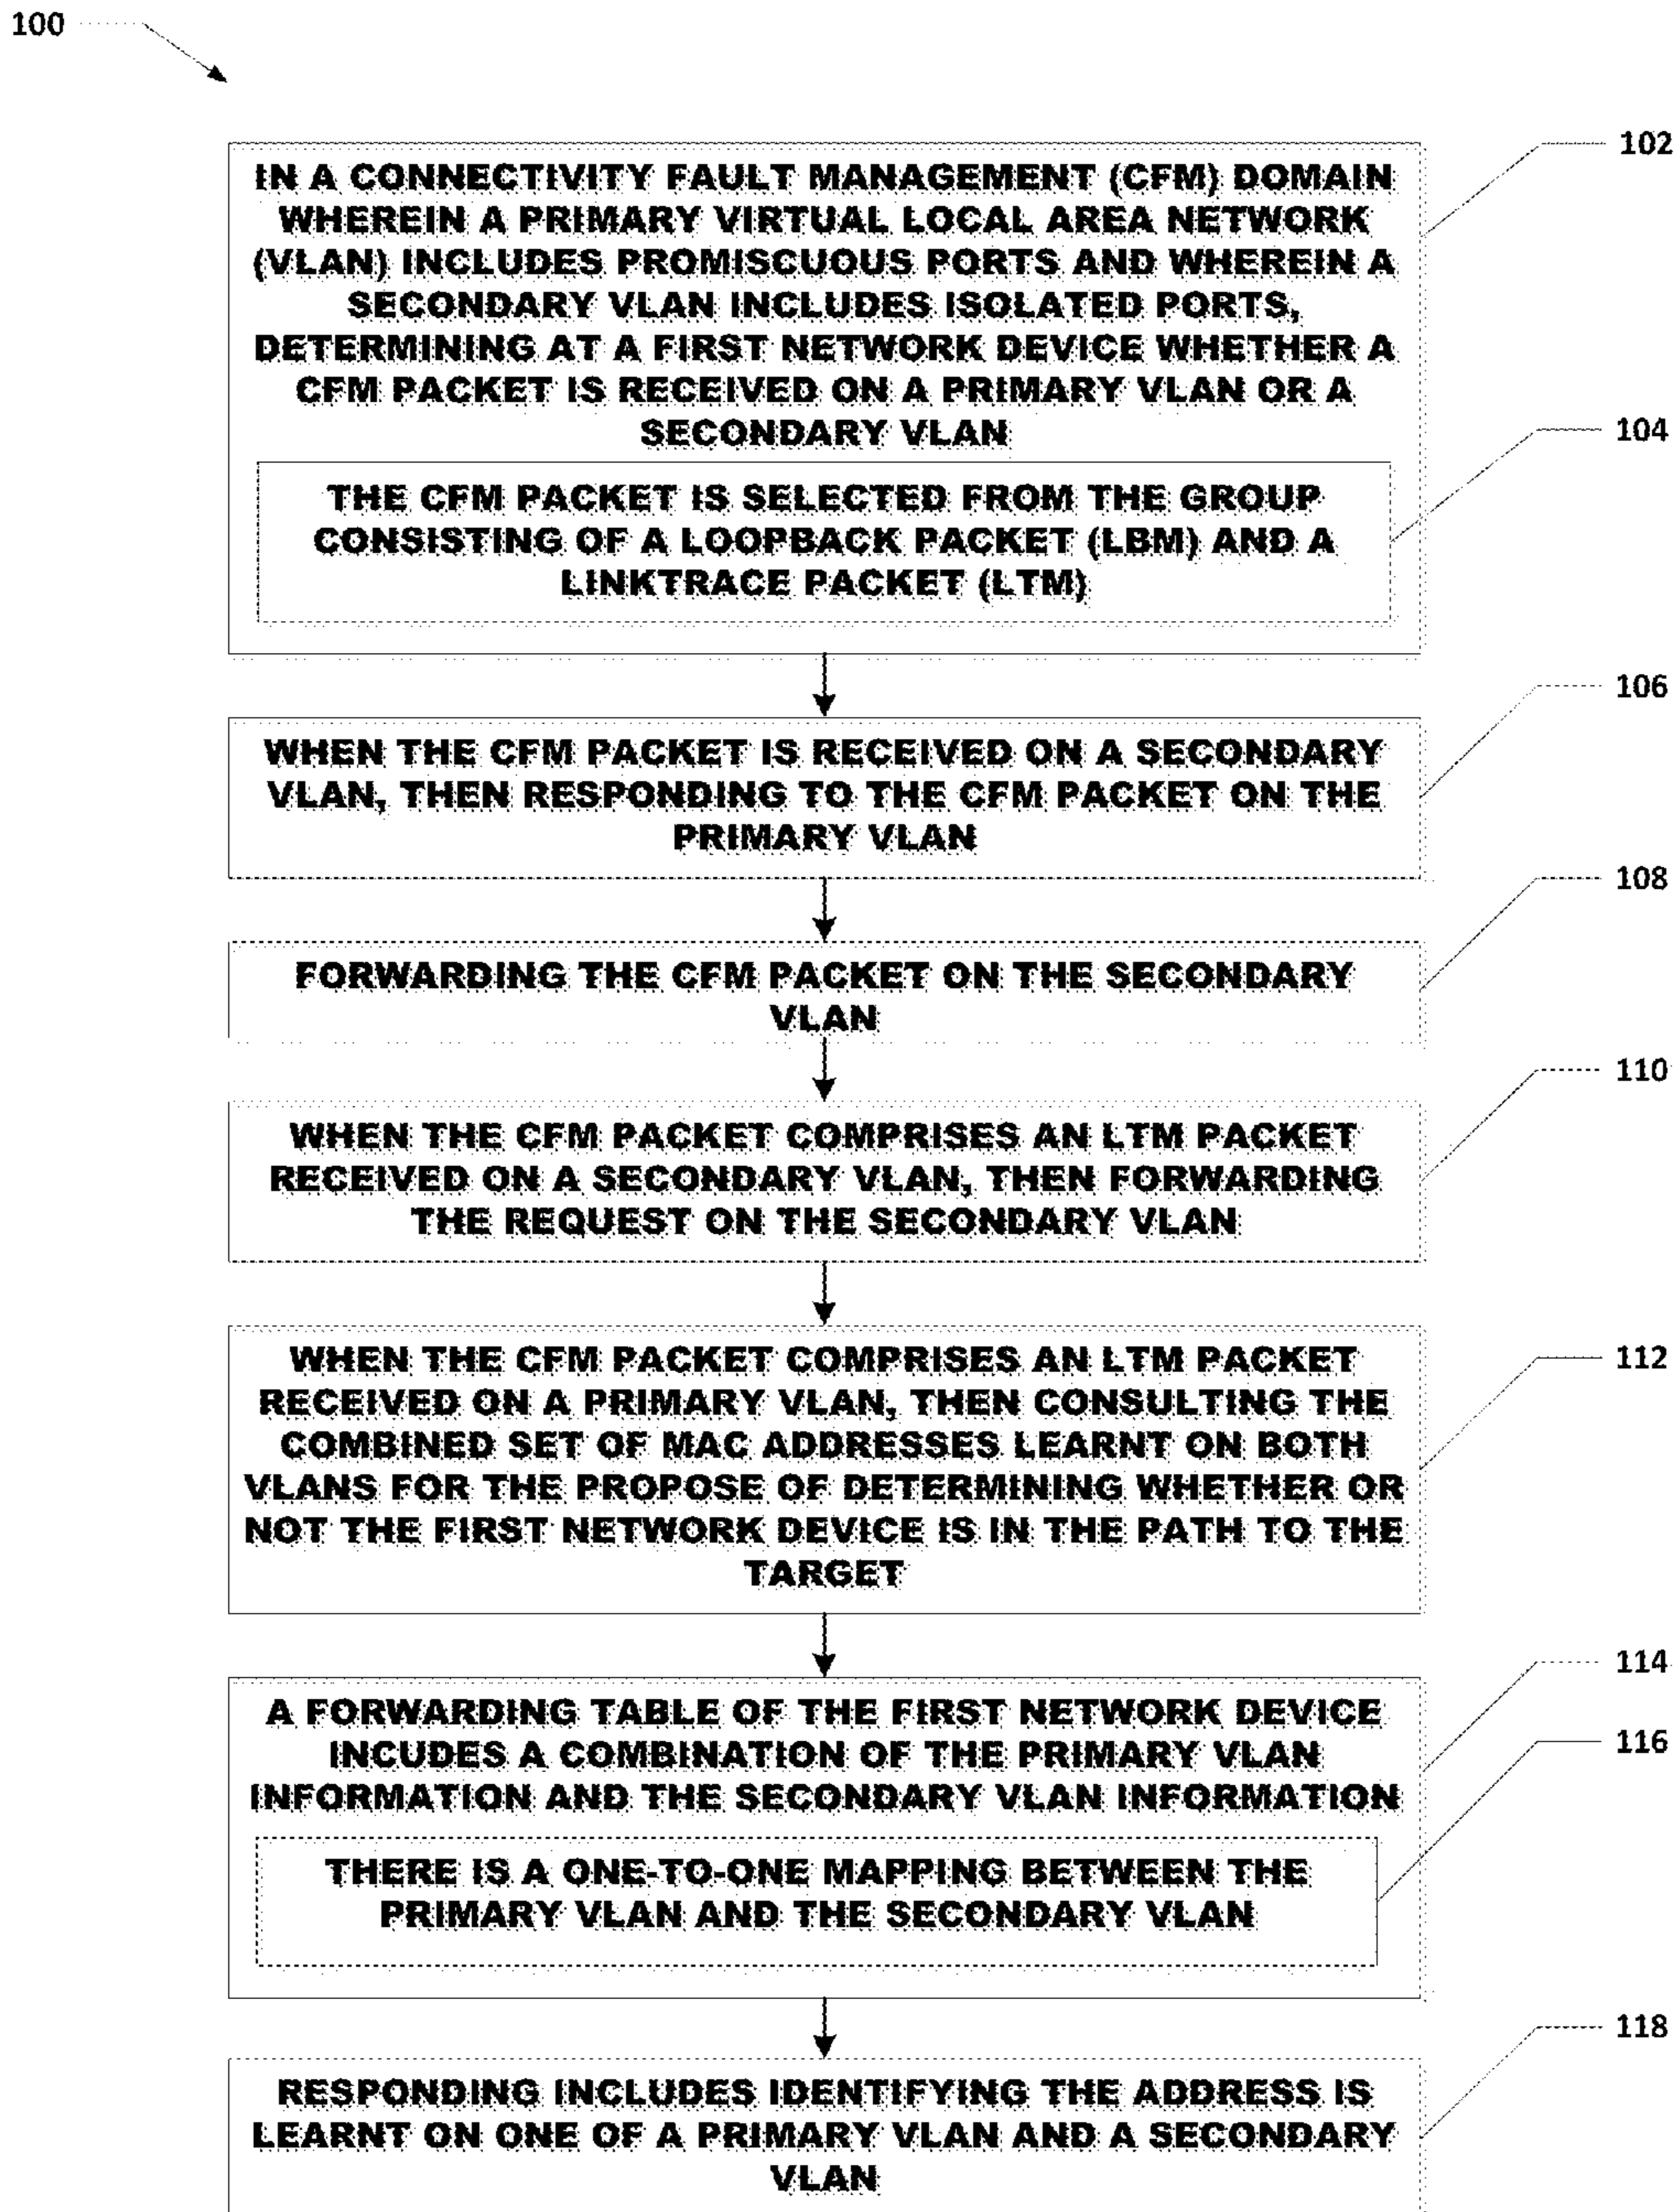 100
102
IN A CONNECTIVITY FAULT MANAGEMENT (CFM) DOMAIN
WHEREIN A PRIMARY VIRTUAL LOCAL AREA NETWORK
(VLAN) INCLUDES PROMISCUOUS PORTS AND WHEREIN A
SECONDARY VLAN INCLUDES ISOLATED PORTS,
DETERMINING AT A FIRST NETWORK DEVICE WHETHER A
CFM PACKET IS RECEIVED ON A PRIMARY VLAN OR A
SECONDARY VLAN
104
THE CFM PACKET IS SELECTED FROM THE GROUP
CONSISTING OF A LOOPBACK PACKET (LBM) AND A
LINKTRACE PACKET (LTM)
106
WHEN THE CFM PACKET IS RECEIVED ON A SECONDARY
VLAN, THEN RESPONDING TO THE CFM PACKET ON THE
PRIMARY VLAN
108
FORWARDING THE CFM PACKET ON THE SECONDARY
VLAN
110
WHEN THE CFM PACKET COMPRISES AN LTM PACKET
RECEIVED ON A SECONDARY VLAN, THEN FORWARDING
THE REQUEST ON THE SECONDARY VLAN
112
WHEN THE CFM PACKET COMPRISES AN LTM PACKET
RECEIVED ON A PRIMARY VLAN, THEN CONSULTING THE
COMBINED SET OF MAC ADDRESSES LEARNT ON BOTH
VLANS FOR THE PROPOSE OF DETERMINING WHETHER OR
NOT THE FIRST NETWORK DEVICE IS IN THE PATH TO THE
TARGET
114
A FORWARDING TABLE OF THE FIRST NETWORK DEVICE
INCUDES A COMBINATION OF THE PRIMARY VLAN
INFORMATION AND THE SECONDARY VLAN INFORMATION
116
THERE IS A ONE-TO-ONE MAPPING BETWEEN THE
PRIMARY VLAN AND THE SECONDARY VLAN
118
RESPONDING INCLUDES IDENTIFYING THE ADDRESS IS
LEARNT ON ONE OF A PRIMARY VLAN AND A SECONDARY
VLAN